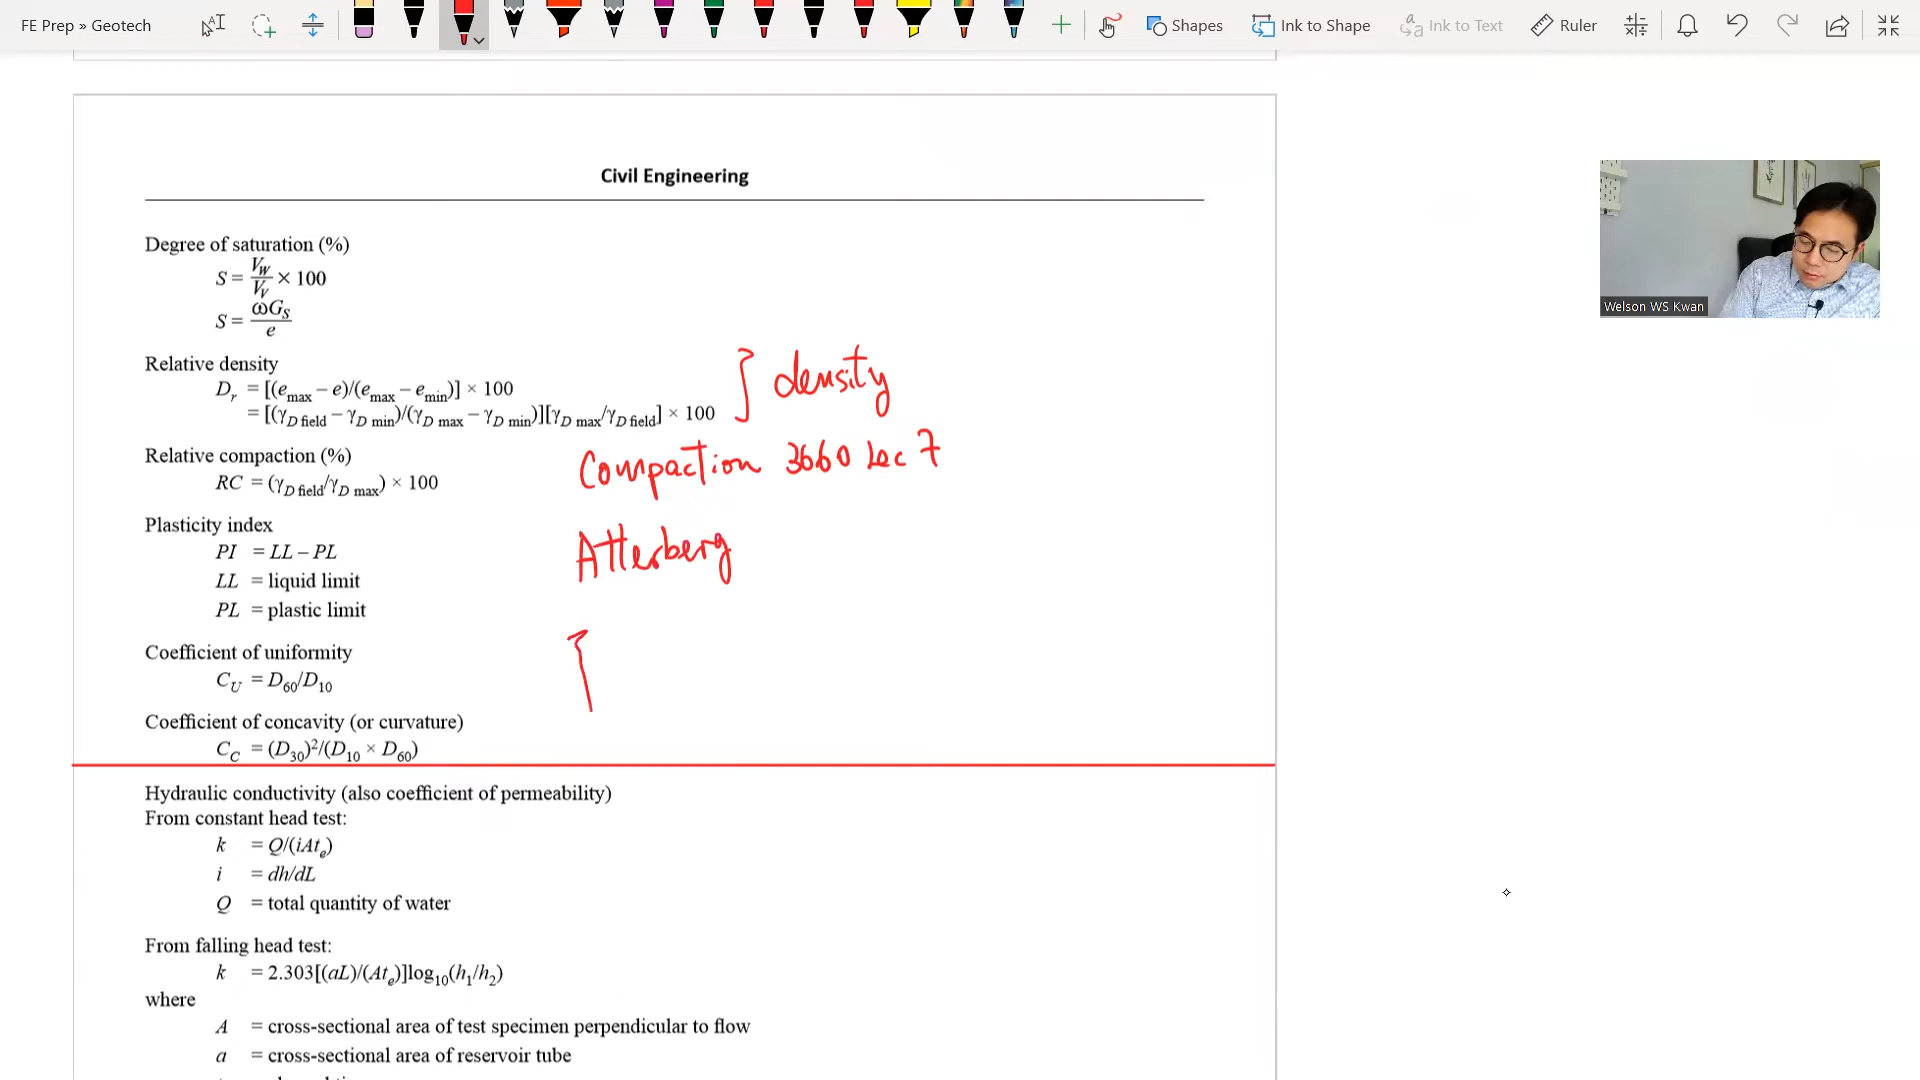 FE Prep » Geotech
Shapes
Ink to Shape
Ink to Text
Ruler
Civil Engineering
Degree of saturation (%)
S = V_W/V_V × 100
S = ωG_S/e
Relative density
D_r = [(e_max – e)/(e_max – e_min)] × 100
= [(γ_D field – γ_D min)/(γ_D max – γ_D min)][γ_D max/γ_D field] × 100
density
Relative compaction (%)
RC = (γ_D field/γ_D max) × 100
Compaction 3660 Lec 7
Plasticity index
PI = LL – PL
LL = liquid limit
PL = plastic limit
Atterberg
Coefficient of uniformity
C_U = D_60/D_10
Coefficient of concavity (or curvature)
C_C = (D_30)²/(D_10 × D_60)
Hydraulic conductivity (also coefficient of permeability)
From constant head test:
k = Q/(iAt_e)
i = dh/dL
Q = total quantity of water
From falling head test:
k = 2.303[(aL)/(At_e)]log_10(h_1/h_2)
where
A = cross-sectional area of test specimen perpendicular to flow
a = cross-sectional area of reservoir tube
Welson WS Kwan